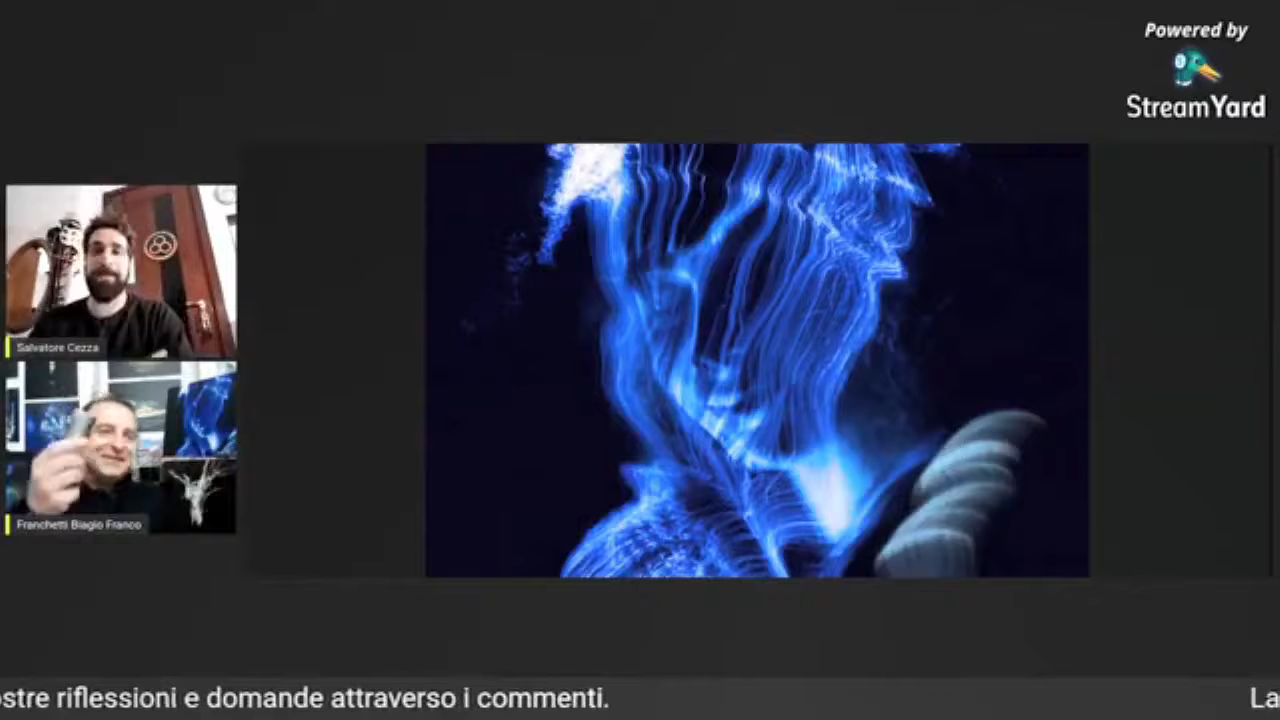 Powered by
StreamYard
Salvatore Cezza
Franchetti Biagio Franco
ostre riflessioni e domande attraverso i commenti.
La